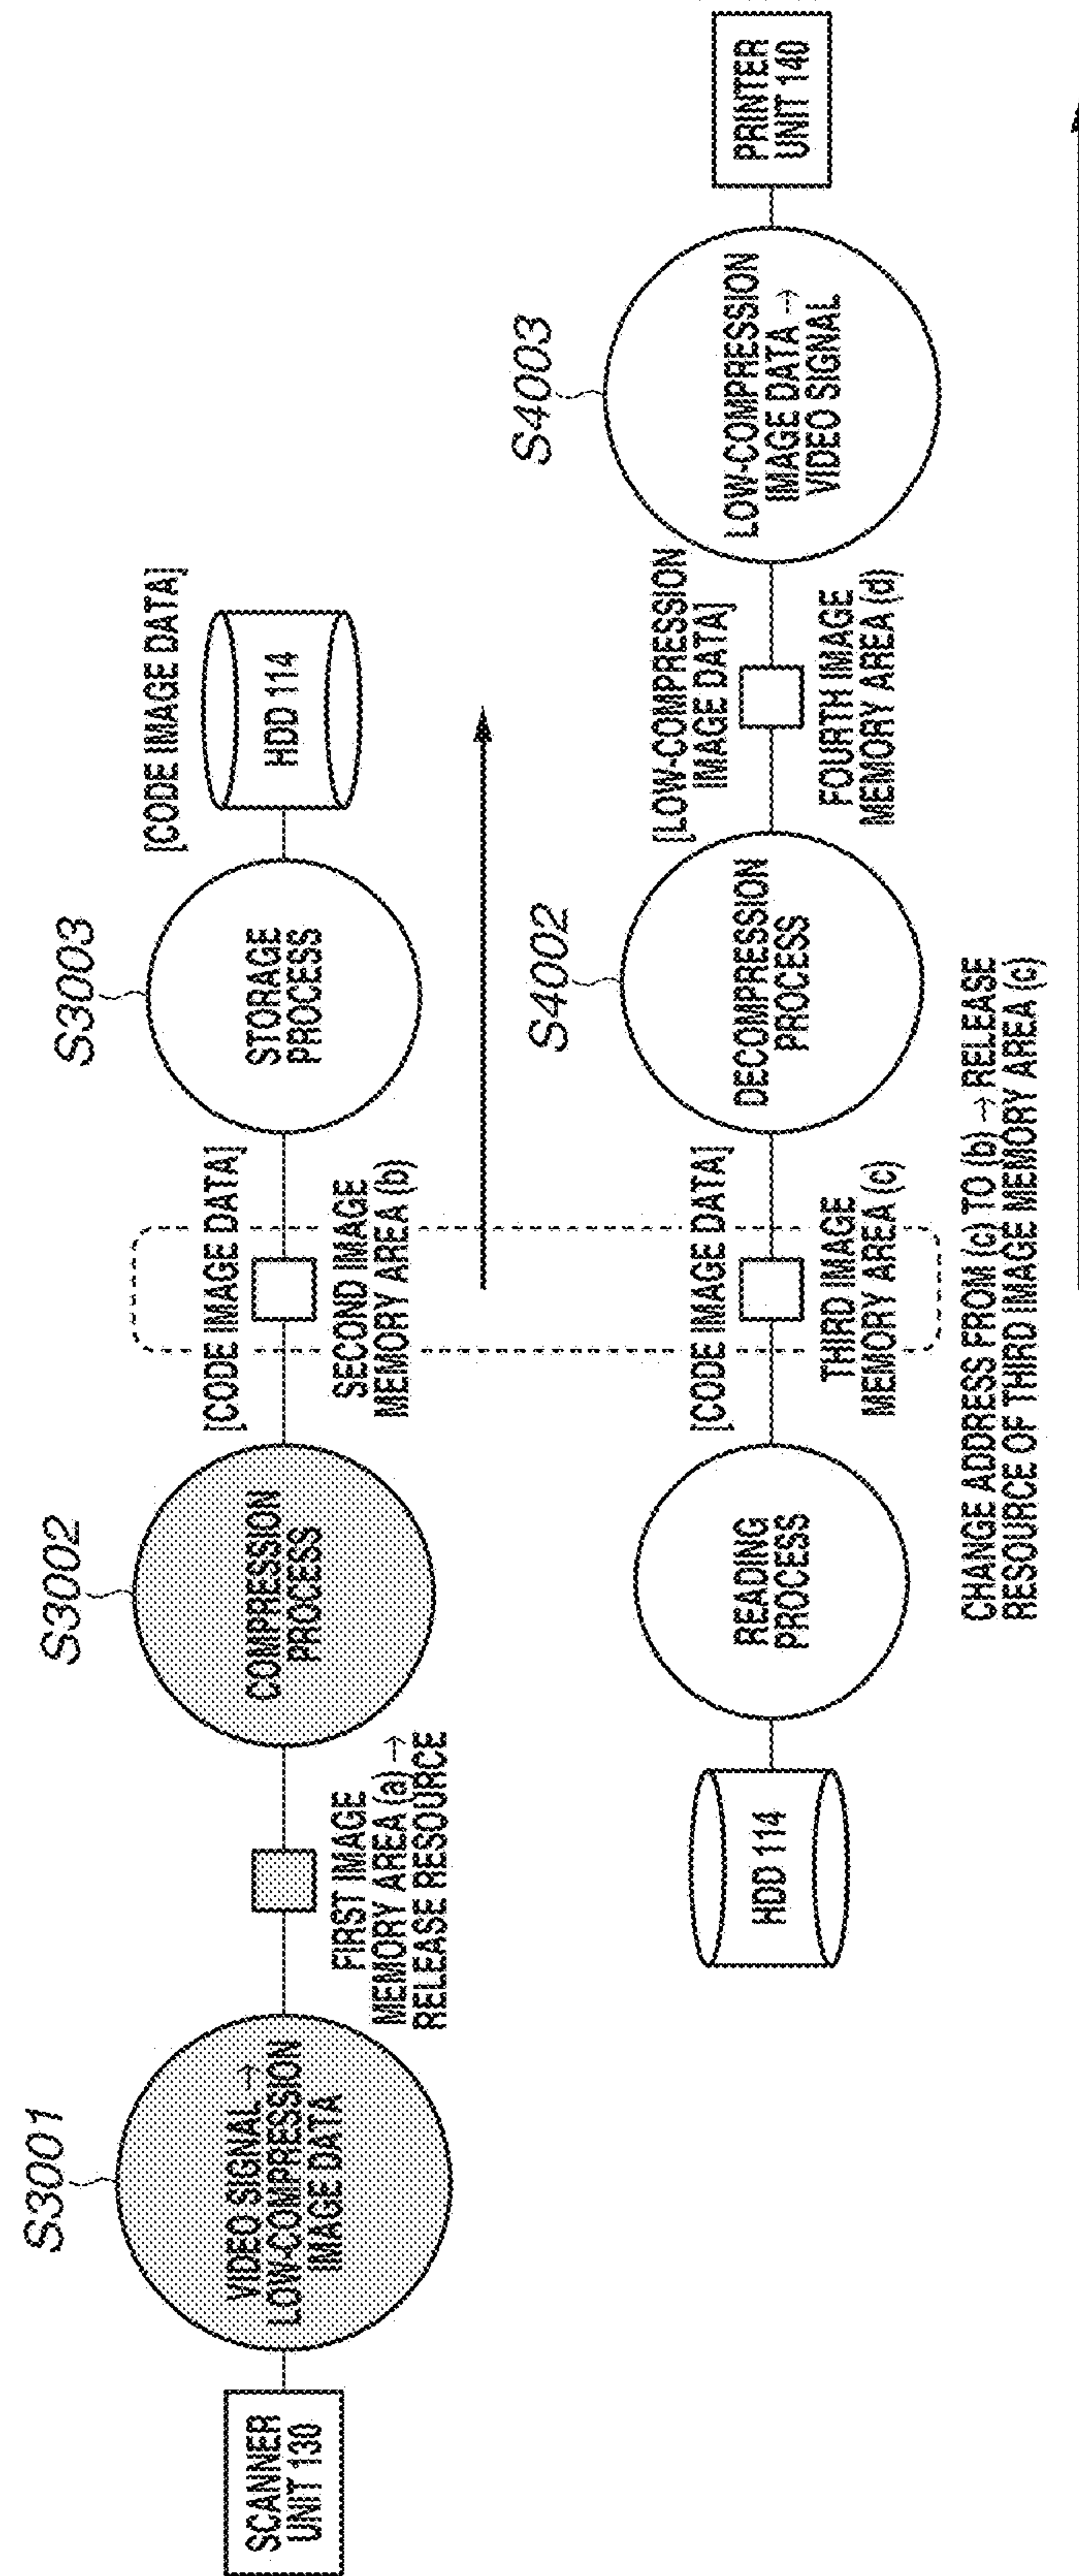 S3001
S3002
S3003
SCANNER
UNIT 130
VIDEO SIGNAL →
LOW-COMPRESSION
IMAGE DATA
FIRST IMAGE
MEMORY AREA (a) →
RELEASE RESOURCE
COMPRESSION
PROCESS
[CODE IMAGE DATA]
SECOND IMAGE
MEMORY AREA (b)
STORAGE
PROCESS
[CODE IMAGE DATA]
HDD 114
S4002
S4003
HDD 114
READING
PROCESS
[CODE IMAGE DATA]
THIRD IMAGE
MEMORY AREA (c)
DECOMPRESSION
PROCESS
[LOW-COMPRESSION
IMAGE DATA]
FOURTH IMAGE
MEMORY AREA (d)
LOW-COMPRESSION
IMAGE DATA →
VIDEO SIGNAL
PRINTER
UNIT 140
CHANGE ADDRESS FROM (c) TO (b) → RELEASE
RESOURCE OF THIRD IMAGE MEMORY AREA (c)